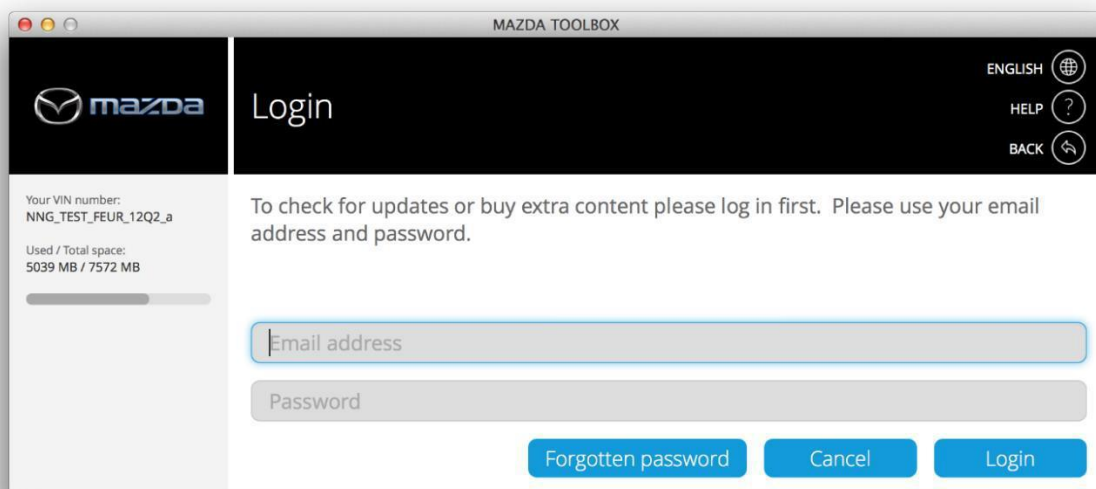 MAZDA TOOLBOX
mazda
Login
ENGLISH
HELP ?
BACK
Your VIN number:
NNG_TEST_FEUR_12Q2_a
Used / Total space:
5039 MB / 7572 MB
To check for updates or buy extra content please log in first. Please use your email
address and password.
Email address
Password
Forgotten password
Cancel
Login